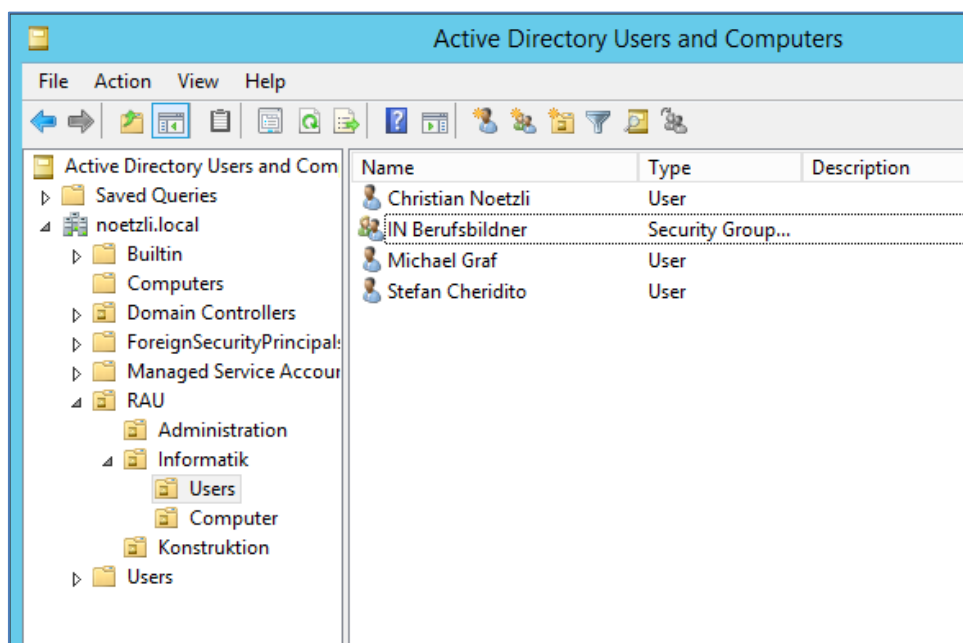 Active Directory Users and Computers
File Action View Help
Active Directory Users and Com
Saved Queries
noetzli.local
Builtin
Computers
Domain Controllers
ForeignSecurityPrincipals
Managed Service Accour
RAU
Administration
Informatik
Users
Computer
Konstruktion
Users
Name Type Description
Christian Noetzli User
IN Berufsbildner Security Group...
Michael Graf User
Stefan Cheridito User